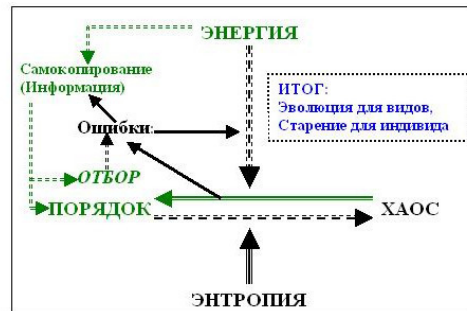 ЭНЕРГИЯ
Самокопирование
(Информация)
ИТОГ:
Эволюция для видов,
Старение для индивида
Ошибки:
ОТБОР
ПОРЯДОК
ХАОС
ЭНТРОПИЯ